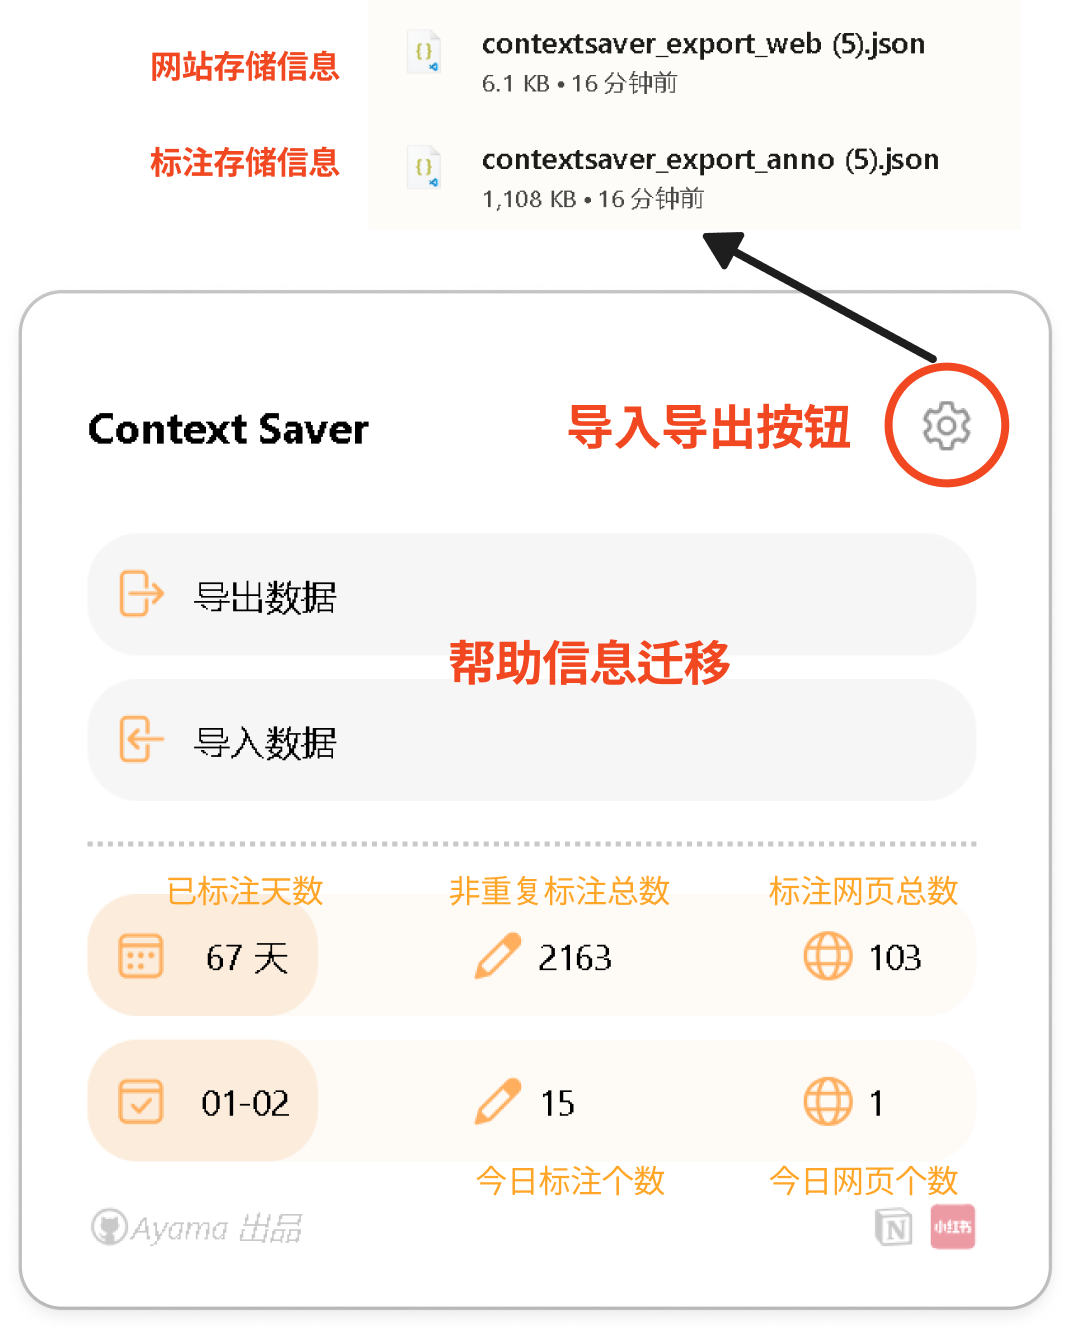 网站存储信息
contextsaver_export_web (5).json
6.1 KB • 16 分钟前
标注存储信息
contextsaver_export_anno (5).json
1,108 KB • 16 分钟前
Context Saver
导入导出按钮
导出数据
帮助信息迁移
导入数据
已标注天数
非重复标注总数
标注网页总数
67 天
2163
103
01-02
15
1
今日标注个数
今日网页个数
Ayama 出品
小红书